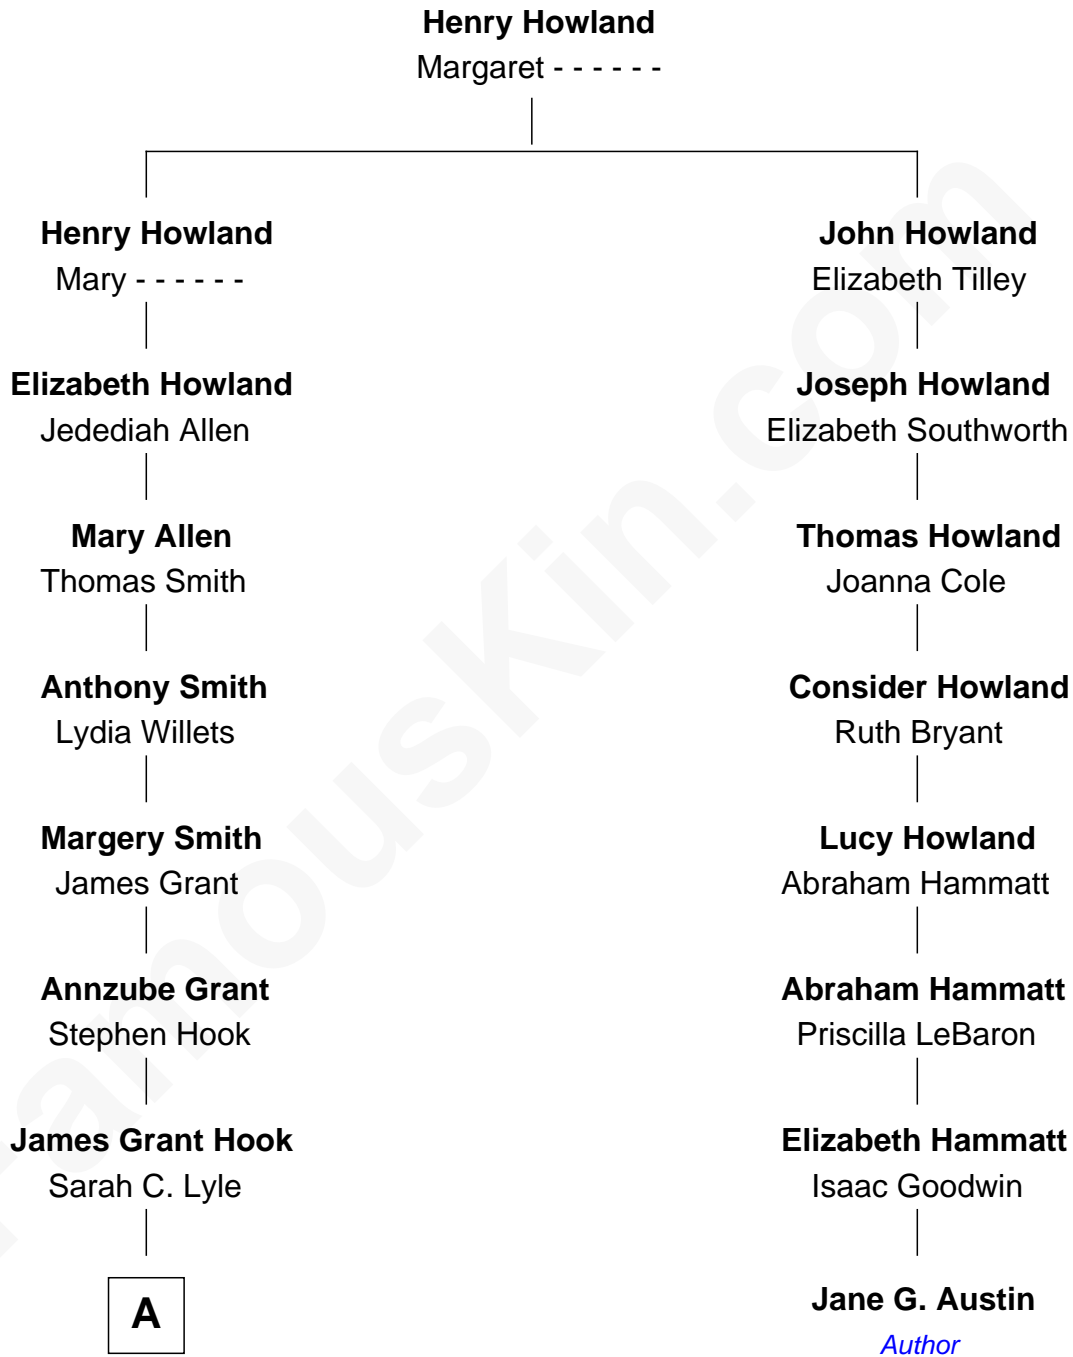 Henry Howland
Margaret - - - - - -
Henry Howland
Mary - - - - - -
John Howland
Elizabeth Tilley
Elizabeth Howland
Jedediah Allen
Joseph Howland
Elizabeth Southworth
Mary Allen
Thomas Smith
Thomas Howland
Joanna Cole
Anthony Smith
Lydia Willets
Consider Howland
Ruth Bryant
Margery Smith
James Grant
Lucy Howland
Abraham Hammatt
Annzube Grant
Stephen Hook
Abraham Hammatt
Priscilla LeBaron
James Grant Hook
Sarah C. Lyle
Elizabeth Hammatt
Isaac Goodwin
A
Jane G. Austin
Author
FamousKin.com